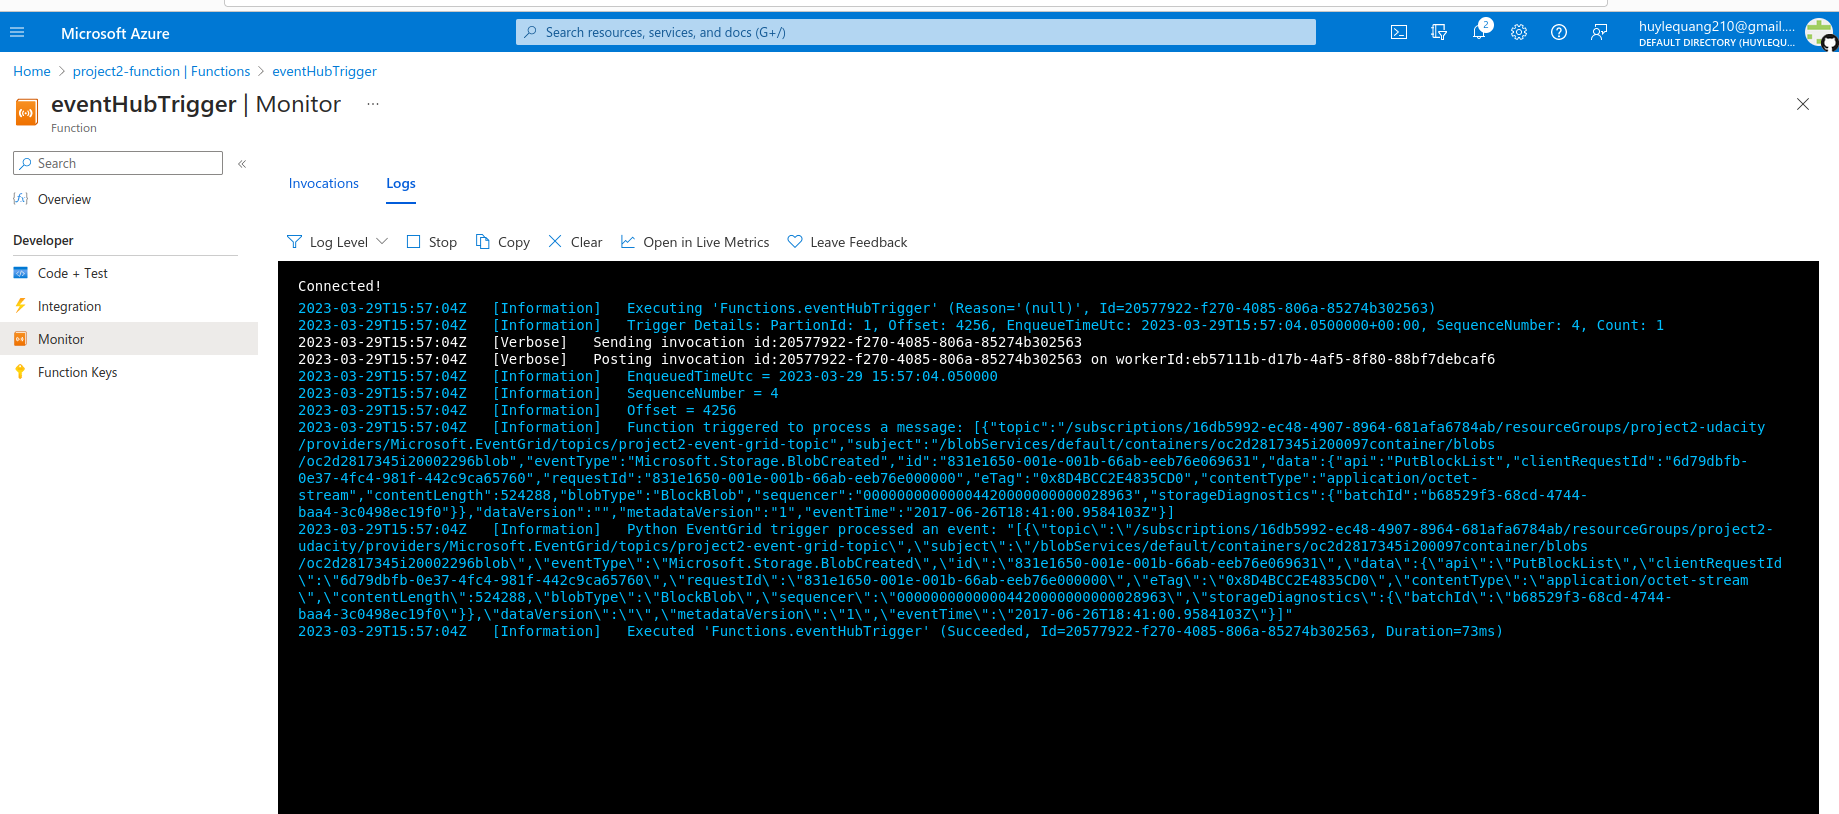 Microsoft Azure
Search resources, services, and docs (G+/)
2
huylequang210@gmail....
DEFAULT DIRECTORY (HUYLEQU...
Home > project2-function | Functions > eventHubTrigger
eventHubTrigger | Monitor ...
Function
Search
«
Overview
Developer
Code + Test
Integration
Monitor
Function Keys
Invocations Logs
Log Level Stop Copy Clear Open in Live Metrics Leave Feedback
Connected!
2023-03-29T15:57:04Z [Information] Executing 'Functions.eventHubTrigger' (Reason='(null)', Id=20577922-f270-4085-806a-85274b302563)
2023-03-29T15:57:04Z [Information] Trigger Details: PartionId: 1, Offset: 4256, EnqueueTimeUtc: 2023-03-29T15:57:04.0500000+00:00, SequenceNumber: 4, Count: 1
2023-03-29T15:57:04Z [Verbose] Sending invocation id:20577922-f270-4085-806a-85274b302563
2023-03-29T15:57:04Z [Verbose] Posting invocation id:20577922-f270-4085-806a-85274b302563 on workerId:eb57111b-d17b-4af5-8f80-88bf7debcaf6
2023-03-29T15:57:04Z [Information] EnqueuedTimeUtc = 2023-03-29 15:57:04.050000
2023-03-29T15:57:04Z [Information] SequenceNumber = 4
2023-03-29T15:57:04Z [Information] Offset = 4256
2023-03-29T15:57:04Z [Information] Function triggered to process a message: [{"topic":"/subscriptions/16db5992-ec48-4907-8964-681afa6784ab/resourceGroups/project2-udacity
/providers/Microsoft.EventGrid/topics/project2-event-grid-topic","subject":"/blobServices/default/containers/oc2d2817345i200097container/blobs
/oc2d2817345i20002296blob","eventType":"Microsoft.Storage.BlobCreated","id":"831e1650-001e-001b-66ab-eeb76e069631","data":{"api":"PutBlockList","clientRequestId":"6d79dbfb-
0e37-4fc4-981f-442c9ca65760","requestId":"831e1650-001e-001b-66ab-eeb76e000000","eTag":"0x8D4BCC2E4835CD0","contentType":"application/octet-
stream","contentLength":524288,"blobType":"BlockBlob","sequencer":"00000000000004420000000000028963","storageDiagnostics":{"batchId":"b68529f3-68cd-4744-
baa4-3c0498ec19f0"}},"dataVersion":"","metadataVersion":"1","eventTime":"2017-06-26T18:41:00.9584103Z"}]
2023-03-29T15:57:04Z [Information] Python EventGrid trigger processed an event: "[{\"topic\":\"/subscriptions/16db5992-ec48-4907-8964-681afa6784ab/resourceGroups/project2-
udacity/providers/Microsoft.EventGrid/topics/project2-event-grid-topic\",\"subject\":\"/blobServices/default/containers/oc2d2817345i200097container/blobs
/oc2d2817345i20002296blob\",\"eventType\":\"Microsoft.Storage.BlobCreated\",\"id\":\"831e1650-001e-001b-66ab-eeb76e069631\",\"data\":{\"api\":\"PutBlockList\",\"clientRequestId
\":\"6d79dbfb-0e37-4fc4-981f-442c9ca65760\",\"requestId\":\"831e1650-001e-001b-66ab-eeb76e000000\",\"eTag\":\"0x8D4BCC2E4835CD0\",\"contentType\":\"application/octet-stream
\",\"contentLength\":524288,\"blobType\":\"BlockBlob\",\"sequencer\":\"00000000000004420000000000028963\",\"storageDiagnostics\":{\"batchId\":\"b68529f3-68cd-4744-
baa4-3c0498ec19f0\"}},\"dataVersion\":\"\",\"metadataVersion\":\"1\",\"eventTime\":\"2017-06-26T18:41:00.9584103Z\"}]"
2023-03-29T15:57:04Z [Information] Executed 'Functions.eventHubTrigger' (Succeeded, Id=20577922-f270-4085-806a-85274b302563, Duration=73ms)